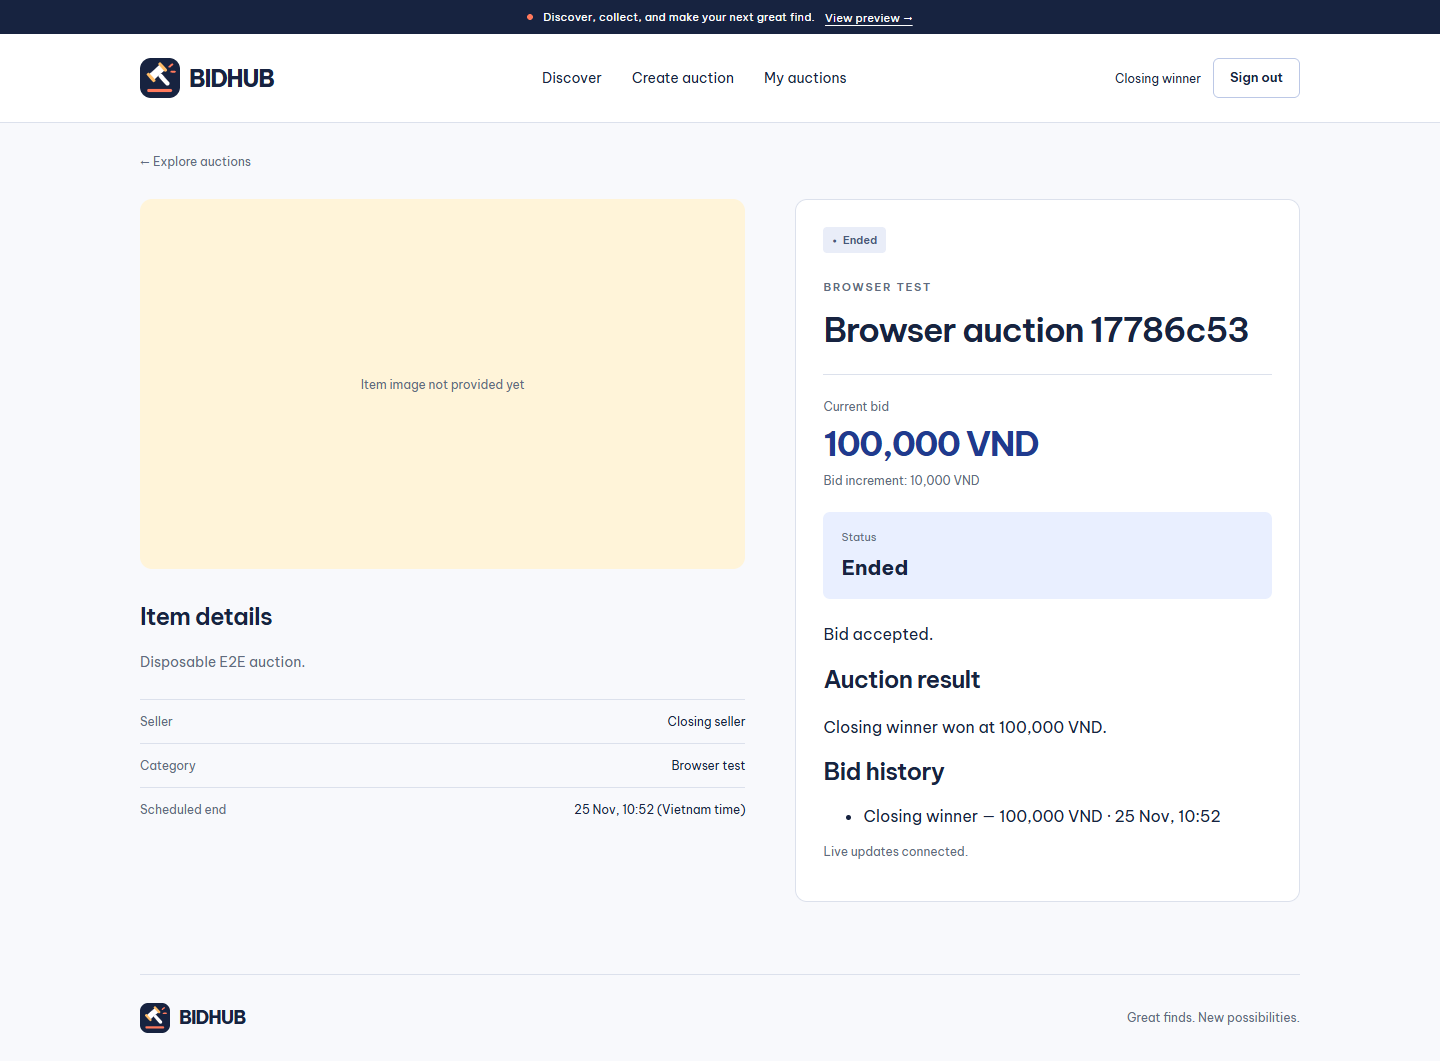 Discover, collect, and make your next great find. View preview →
BIDHUB
Discover Create auction My auctions
Closing winner Sign out
← Explore auctions
Item image not provided yet
Item details
Disposable E2E auction.
Seller Closing seller
Category Browser test
Scheduled end 25 Nov, 10:52 (Vietnam time)
• Ended
BROWSER TEST
Browser auction 17786c53
Current bid
100,000 VND
Bid increment: 10,000 VND
Status
Ended
Bid accepted.
Auction result
Closing winner won at 100,000 VND.
Bid history
• Closing winner — 100,000 VND · 25 Nov, 10:52
Live updates connected.
BIDHUB
Great finds. New possibilities.